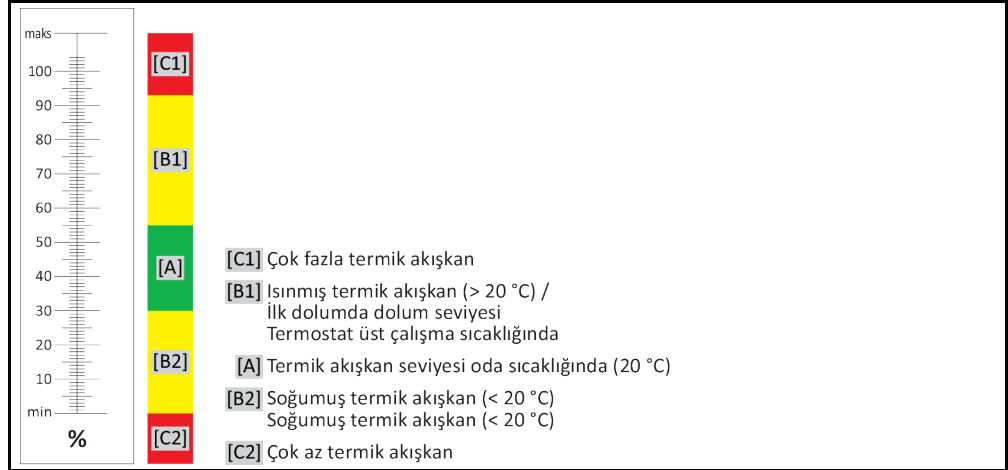 maks
100
90
80
70
60
50
40
30
20
10
min
%
[C1]
[B1]
[A]
[B2]
[C2]
[C1] Çok fazla termik akışkan
[B1] Isınmış termik akışkan (> 20 °C) /
İlk dolumda dolum seviyesi
Termostat üst çalışma sıcaklığında
[A] Termik akışkan seviyesi oda sıcaklığında (20 °C)
[B2] Soğumuş termik akışkan (< 20 °C)
Soğumuş termik akışkan (< 20 °C)
[C2] Çok az termik akışkan